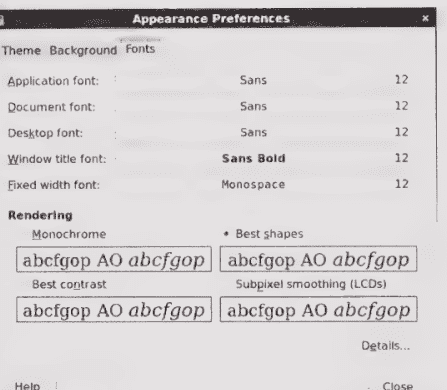 Appearance Preferences ×
Theme Background Fonts
Application font: Sans 12
Document font: Sans 12
Desktop font: Sans 12
Window title font: Sans Bold 12
Fixed width font: Monospace 12
Rendering
Monochrome • Best shapes
abcfgop AO abcfgop abcfgop AO abcfgop
Best contrast Subpixel smoothing (LCDs)
abcfgop AO abcfgop abcfgop AO abcfgop
Details...
Help Close